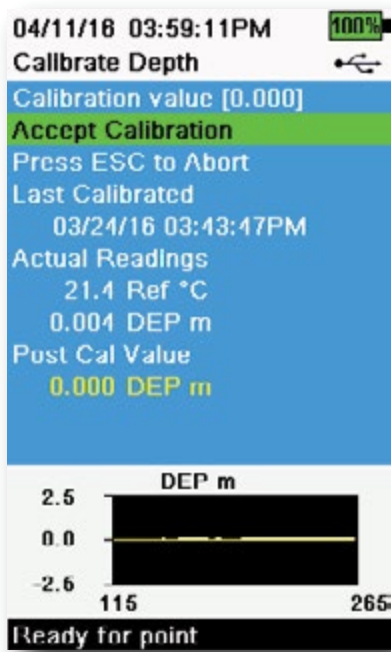 04/11/16 03:59:11PM 100%
Calibrate Depth
Calibration value [0.000]
Accept Calibration
Press ESC to Abort
Last Calibrated
03/24/16 03:43:47PM
Actual Readings
21.4 Ref °C
0.004 DEP m
Post Cal Value
0.000 DEP m
DEP m
2.5
0.0
-2.6
115 265
Ready for point